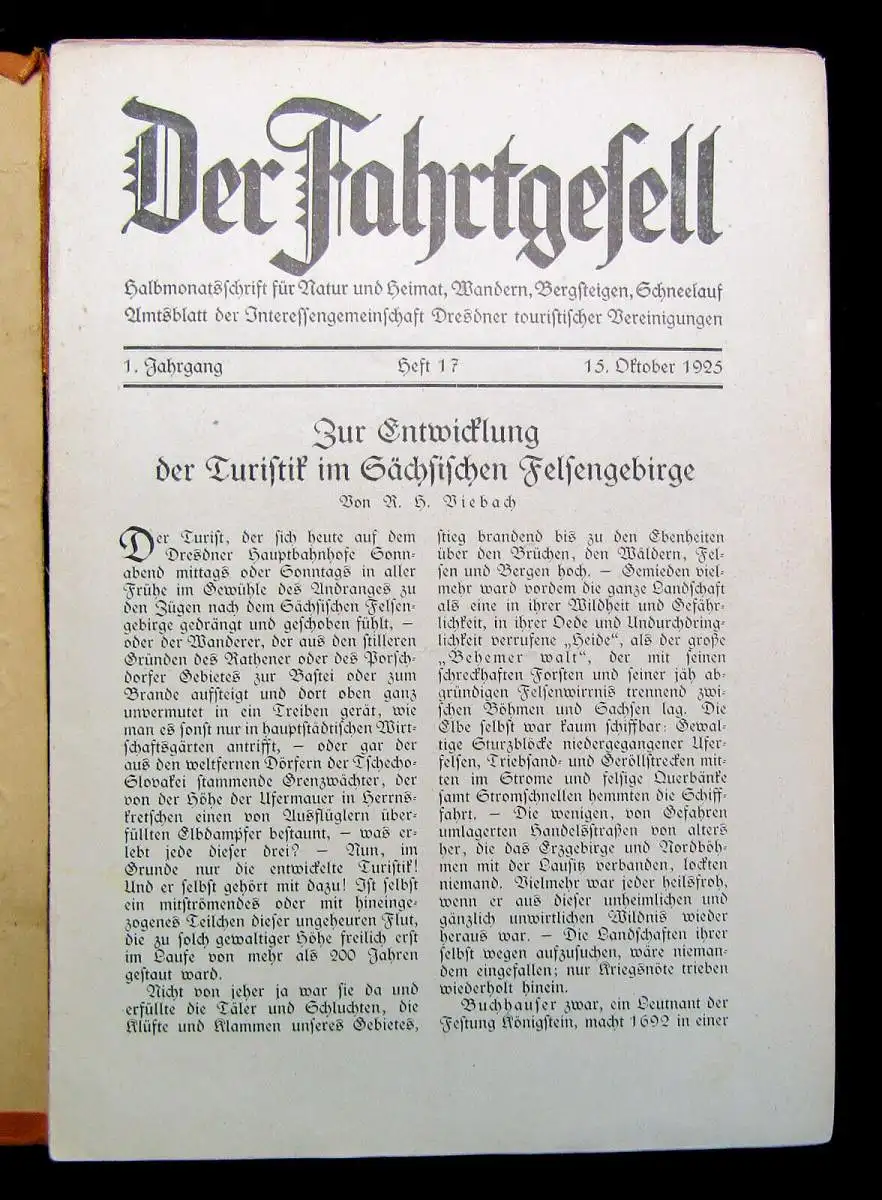 Der Fahrtgesell
Halbmonatsschrift für Natur und Heimat, Wandern, Bergsteigen, Schneelauf
Amtsblatt der Interessengemeinschaft Dresdner touristischer Vereinigungen
1. Jahrgang Heft 17 15. Oktober 1925
Zur Entwicklung
der Turistik im Sächsischen Felsengebirge
Von R. H. Viebach
Der Turist, der sich heute auf dem
Dresdner Hauptbahnhofe Sonn-
abend mittags oder Sonntags in aller
Frühe im Gewühle des Andranges zu
den Zügen nach dem Sächsischen Felsen-
gebirge gedrängt und geschoben fühlt, —
oder der Wanderer, der aus den stilleren
Gründen des Rathener oder des Porsch-
dorfer Gebietes zur Bastei oder zum
Brande aufsteigt und dort oben ganz
unvermutet in ein Treiben gerät, wie
man es sonst nur in hauptstädtischen Wirt-
schaftsgärten antrifft, — oder gar der
aus den weltfernen Dörfern der Tschecho-
Slovakei stammende Grenzwächter, der
von der Höhe der Ufermauer in Herrns-
kretschen einen von Ausflüglern über-
füllten Elbdampfer bestaunt, — was er-
lebt jede dieser drei? — Nun, im
Grunde nur die entwickelte Turistik!
Und er selbst gehört mit dazu! Ist selbst
ein mitströmendes oder mit hineinge-
zogenes Teilchen dieser ungeheuren Flut,
die zu solch gewaltiger Höhe freilich erst
im Laufe von mehr als 200 Jahren
gestaut ward.
Nicht von jeher ja war sie da und
erfüllte die Täler und Schluchten, die
Klüfte und Klammen unseres Gebietes,
stieg brandend bis zu den Ebenheiten
über den Brüchen, den Wäldern, Fel-
sen und Bergen hoch. — Gemieden viel-
mehr ward vordem die ganze Landschaft
als eine in ihrer Wildheit und Gefähr-
lichkeit, in ihrer Oede und Undurchdring-
lichkeit verrufene „Heide“, als der große
„Behemer walt“, der mit seinen
schreckhaften Forsten und seiner jäh ab-
gründigen Felsenwirrnis trennend zwi-
schen Böhmen und Sachsen lag. Die
Elbe selbst war kaum schiffbar: Gewal-
tige Sturzblöcke niedergegangener Ufer-
felsen, Triebsand- und Geröllstrecken mit-
ten im Strome und felsige Querbänke
samt Stromschnellen hemmten die Schiff-
fahrt. — Die wenigen, von Gefahren
umlagerten Handelsstraßen von alters
her, die das Erzgebirge und Nordböh-
men mit der Lausitz verbanden, lockten
niemand. Vielmehr war jeder heilsfroh,
wenn er aus dieser unheimlichen und
gänzlich unwirtlichen Wildnis wieder
heraus war. — Die Landschaften ihrer
selbst wegen aufzusuchen, wäre nieman-
dem eingefallen; nur Kriegsnöte trieben
wiederholt hinein.
Buchhauser zwar, ein Leutnant der
Festung Königstein, macht 1692 in einer